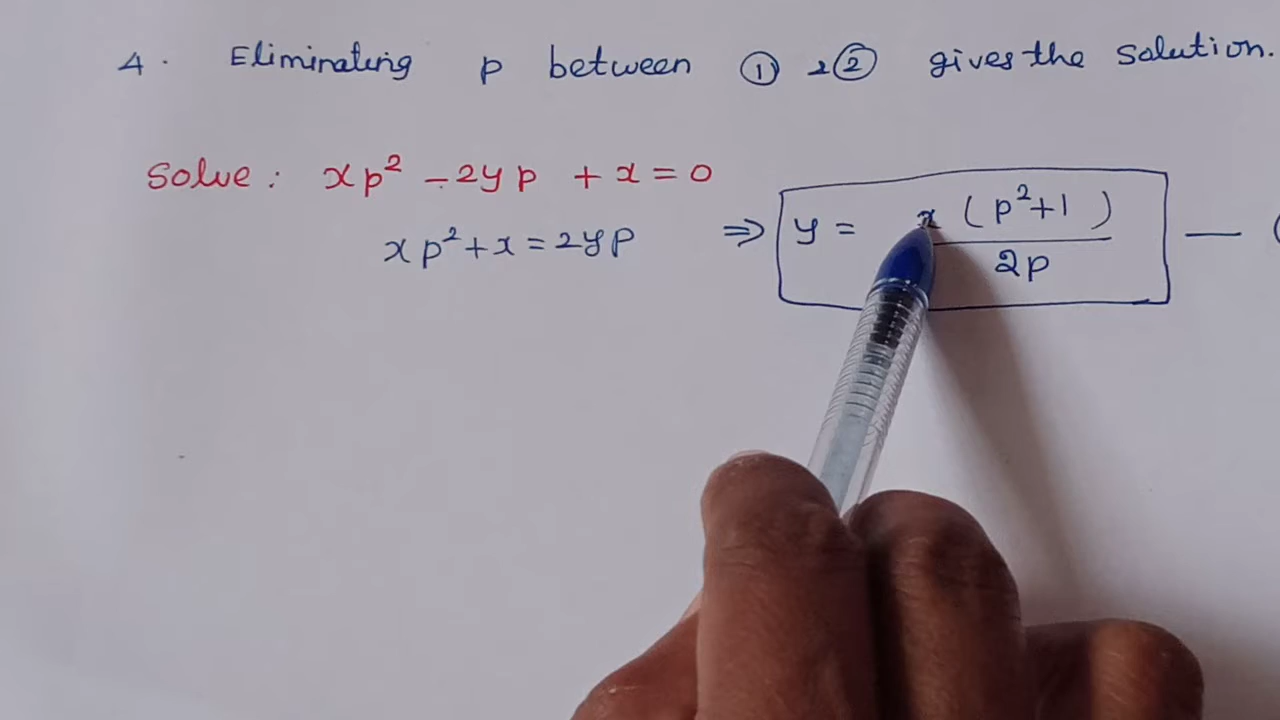 4. Eliminating p between ① & ② gives the solution.
Solve: xp² - 2yp + x = 0
xp² + x = 2yp ⇒ y = x (p²+1) / 2p — (